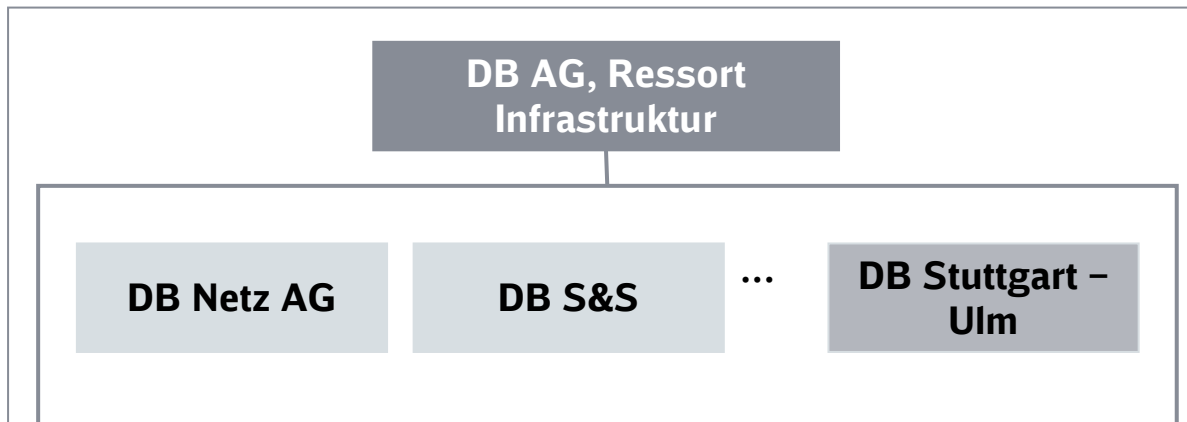 DB AG, Ressort
Infrastruktur
DB Netz AG
DB S&S
...
DB Stuttgart –
Ulm